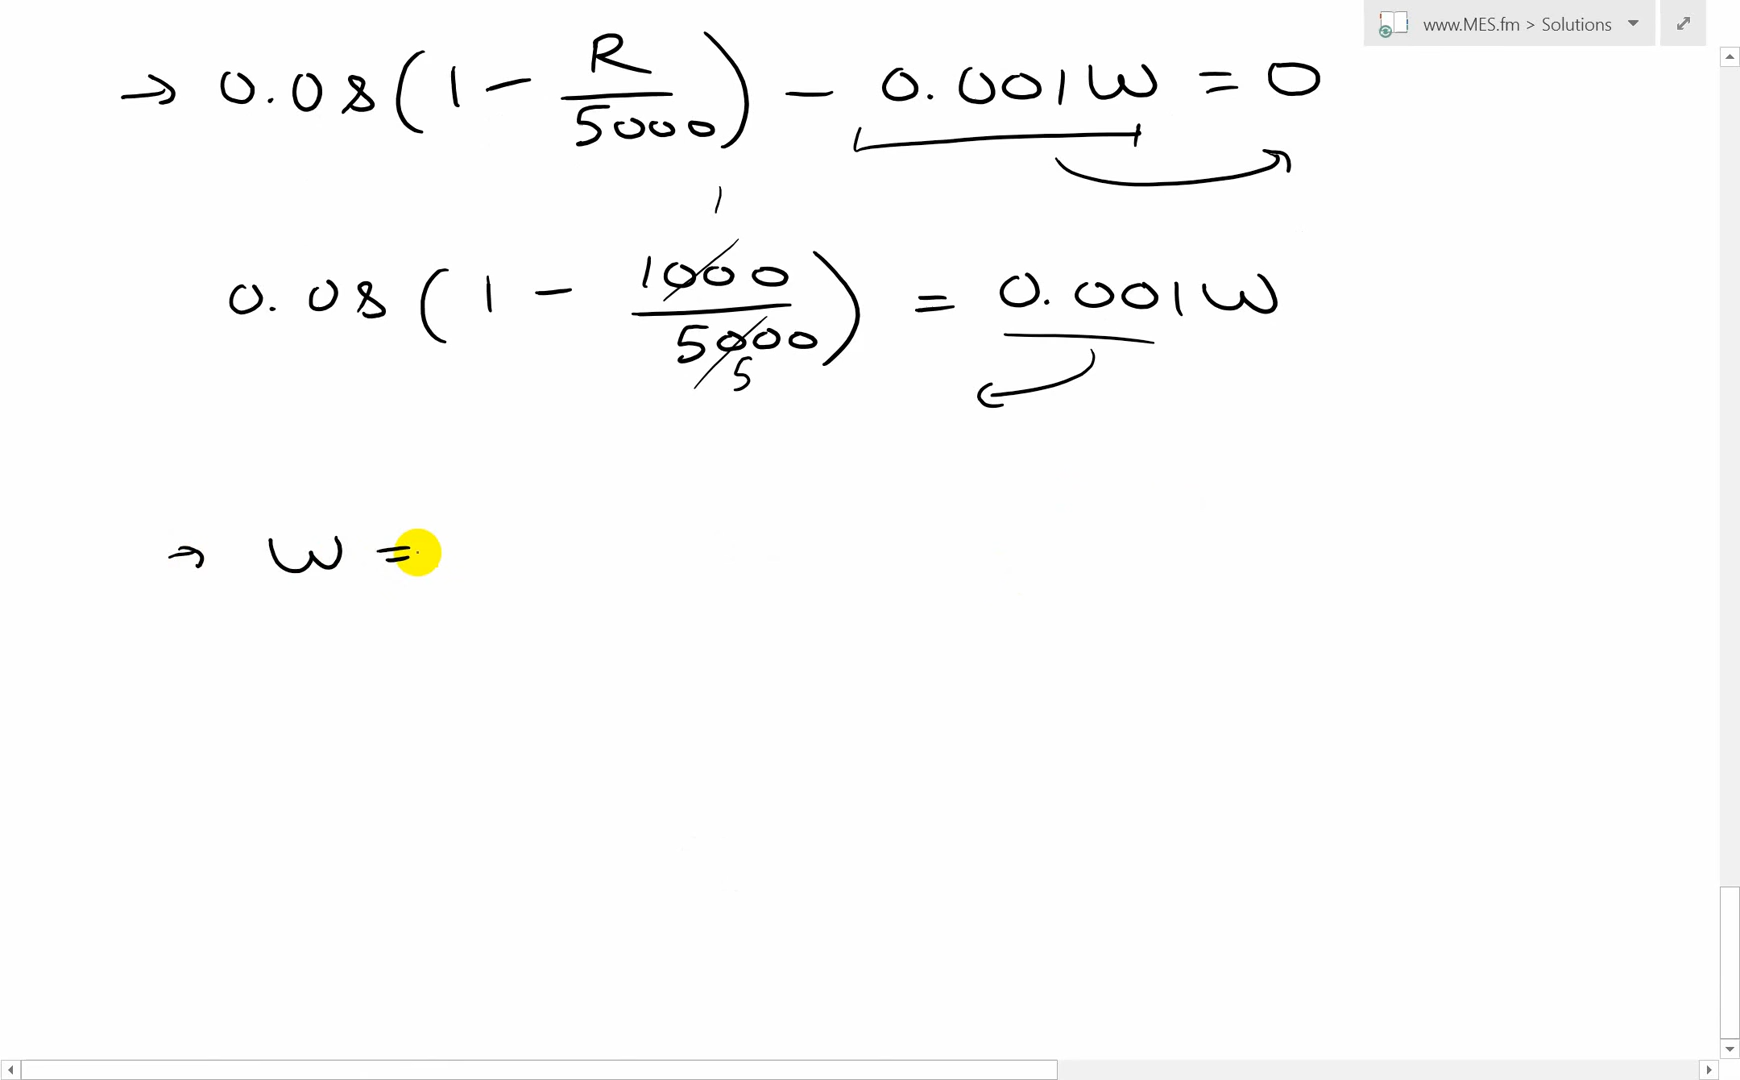 www.MES.fm > Solutions
→ 0.08(1 - R/5000) - 0.001W = 0
1
0.08(1 - 1000/5000) = 0.001W
5
→ W =